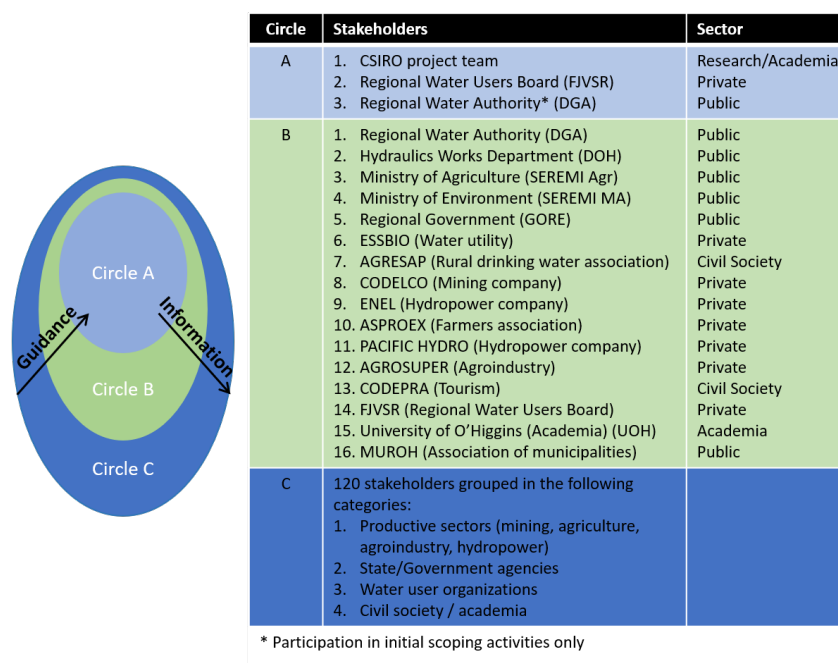 Circle Stakeholders Sector
A 1. CSIRO project team Research/Academia
2. Regional Water Users Board (FJVSR) Private
3. Regional Water Authority* (DGA) Public
B 1. Regional Water Authority (DGA) Public
2. Hydraulics Works Department (DOH) Public
3. Ministry of Agriculture (SEREMI Agr) Public
4. Ministry of Environment (SEREMI MA) Public
5. Regional Government (GORE) Public
6. ESSBIO (Water utility) Private
7. AGRESAP (Rural drinking water association) Civil Society
8. CODELCO (Mining company) Private
9. ENEL (Hydropower company) Private
10. ASPROEX (Farmers association) Private
11. PACIFIC HYDRO (Hydropower company) Private
12. AGROSUPER (Agroindustry) Private
13. CODEPRA (Tourism) Civil Society
14. FJVSR (Regional Water Users Board) Private
15. University of O’Higgins (Academia) (UOH) Academia
16. MUROH (Association of municipalities) Public
C 120 stakeholders grouped in the following
categories:
1. Productive sectors (mining, agriculture,
agroindustry, hydropower)
2. State/Government agencies
3. Water user organizations
4. Civil society / academia
* Participation in initial scoping activities only
Circle A
Guidance
Information
Circle B
Circle C